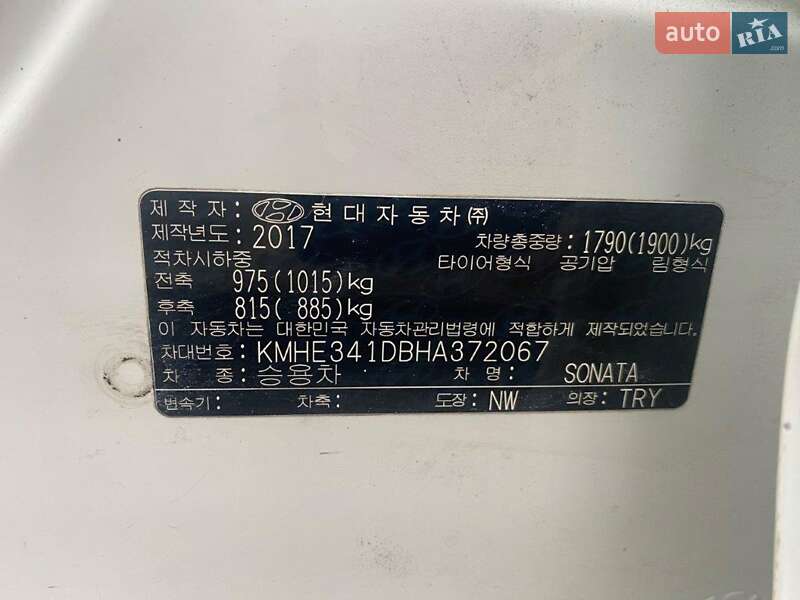 auto RIA.com
제 작 자: 현대자동차㈜
제작년도: 2017 차량총중량: 1790(1900)kg
적차시하중 타이어형식 공기압 림형식
전축 975(1015)kg
후축 815( 885)kg
이 자동차는 대한민국 자동차관리법령에 적합하게 제작되었습니다.
차대번호: KMHE341DBHA372067
차 종: 승용차 차 명: SONATA
변속기: 차축: 도장: NW 의장: TRY